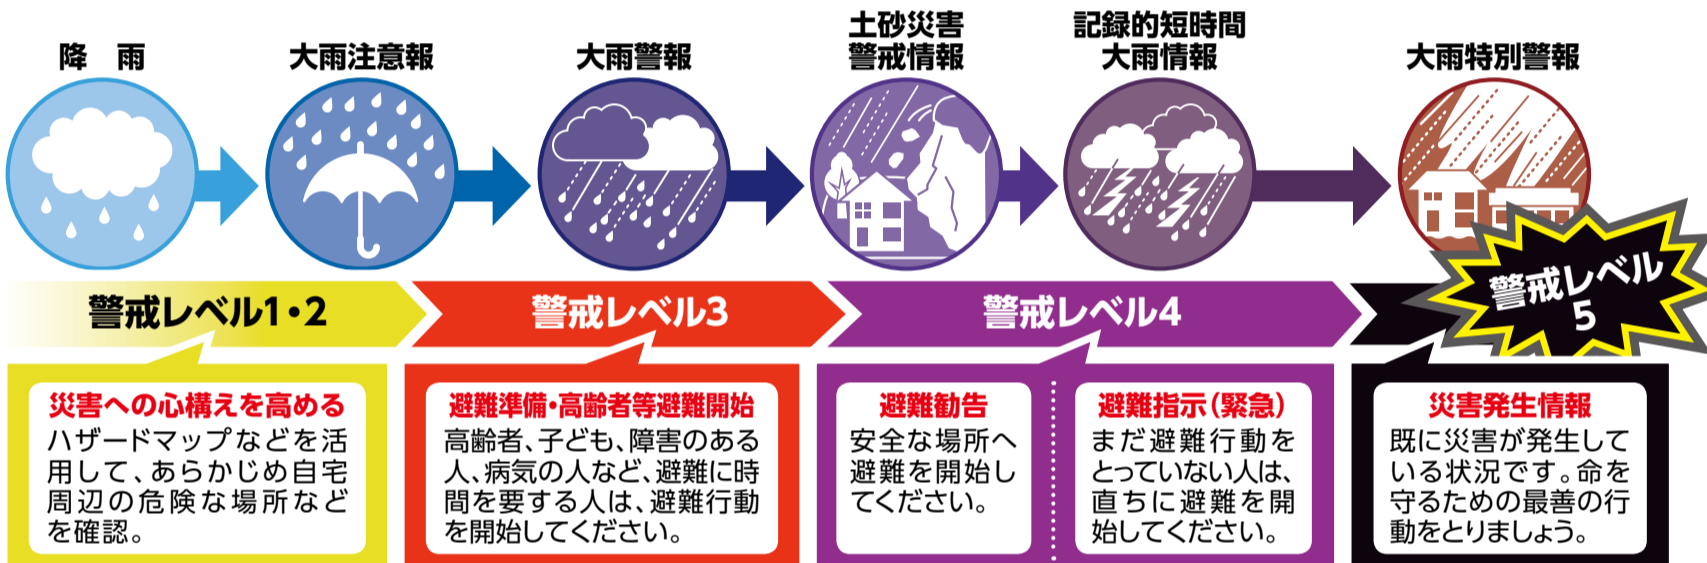 降　雨
大雨注意報
大雨警報
土砂災害
警戒情報
記録的短時間
大雨情報
大雨特別警報
警戒レベル1・2
警戒レベル3
警戒レベル4
警戒レベル
5
災害への心構えを高める
ハザードマップなどを活
用して、あらかじめ自宅
周辺の危険な場所など
を確認。
避難準備・高齢者等避難開始
高齢者、子ども、障害のある
人、病気の人など、避難に時
間を要する人は、避難行動
を開始してください。
避難勧告
安全な場所へ
避難を開始し
てください。
避難指示(緊急)
まだ避難行動を
とっていない人は、
直ちに避難を開
始してください。
災害発生情報
既に災害が発生して
いる状況です。命を
守るための最善の行
動をとりましょう。